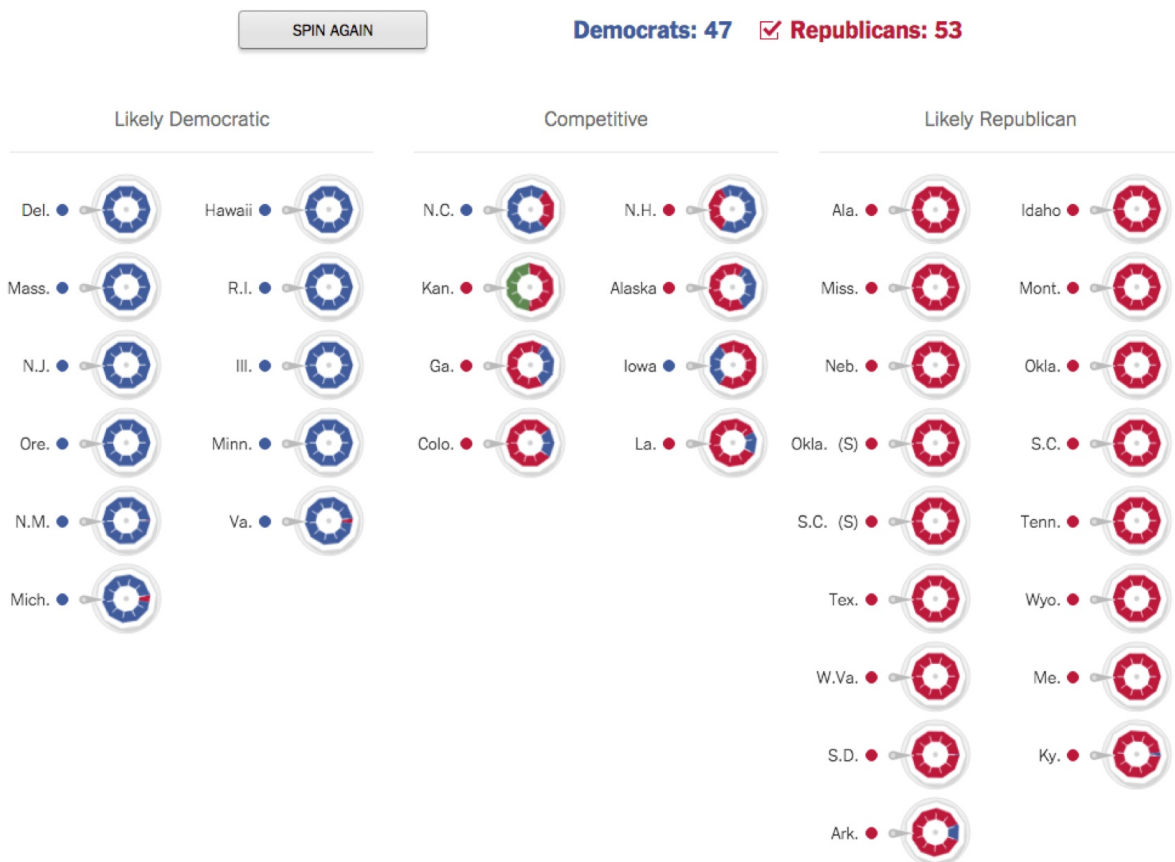 SPIN AGAIN
Democrats: 47 Republicans: 53
Likely Democratic
Competitive
Likely Republican
Del. Hawaii N.C. N.H. Ala. Idaho
Mass. R.I. Kan. Alaska Miss. Mont.
N.J. Ill. Ga. Iowa Neb. Okla.
Ore. Minn. Colo. La. Okla. (S) S.C.
N.M. Va. S.C. (S) Tenn.
Mich. Tex. Wyo.
W.Va. Me.
S.D. Ky.
Ark.